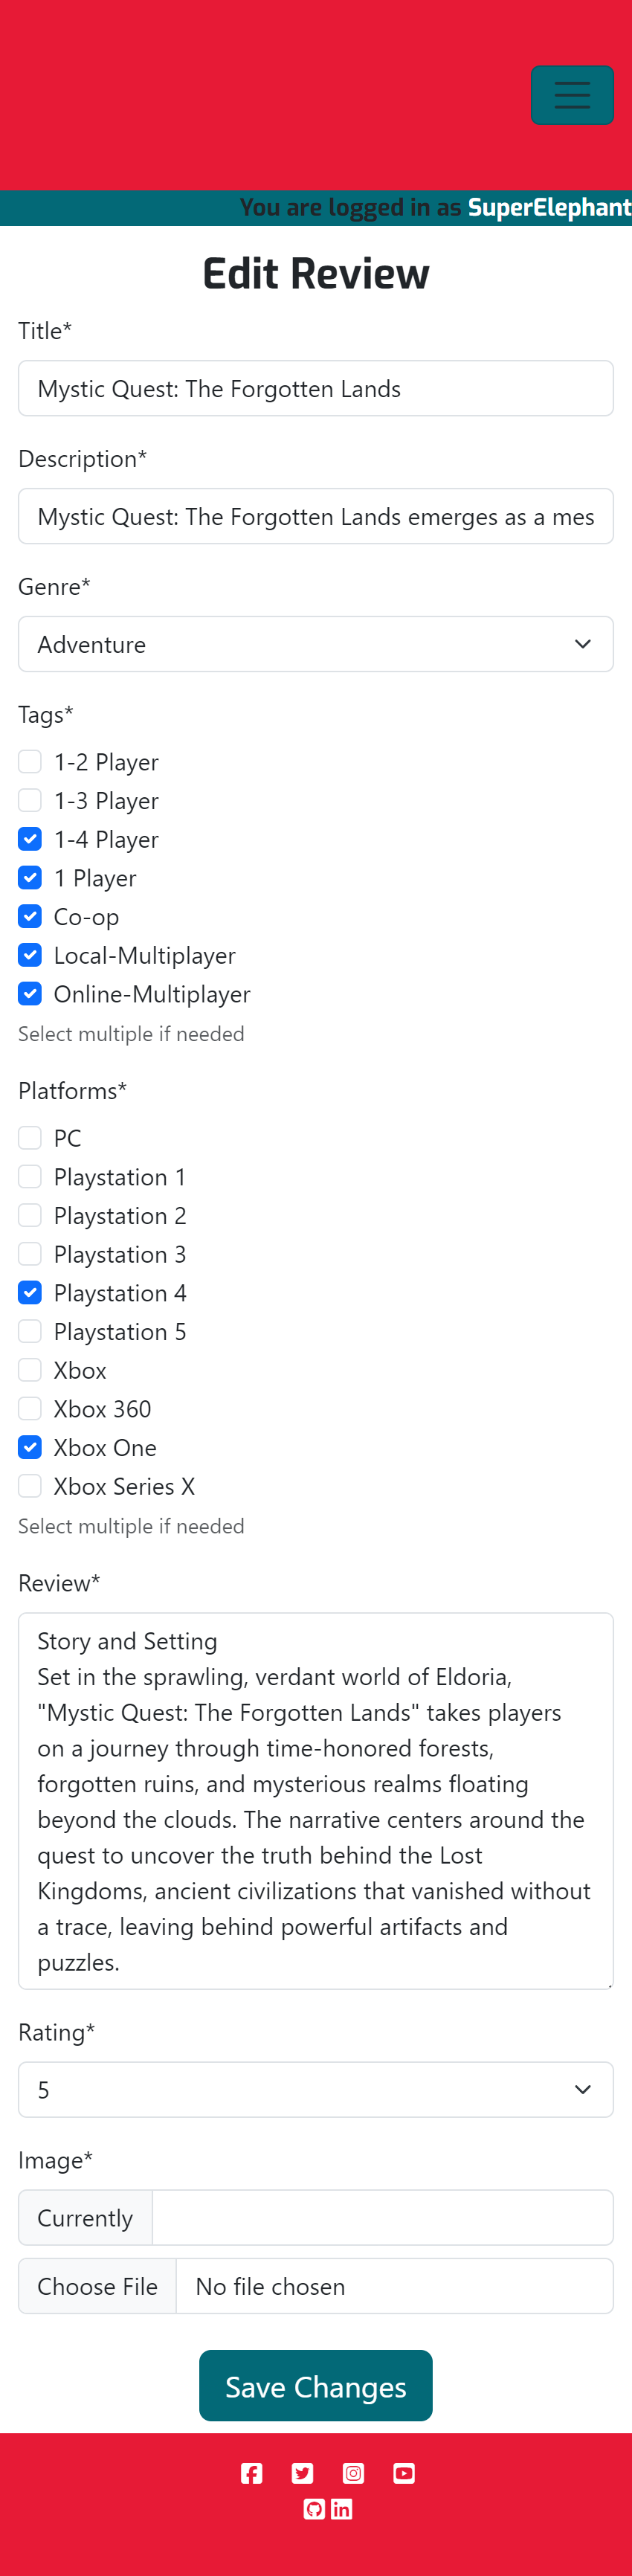 You are logged in as SuperElephant
Edit Review
Title*
Mystic Quest: The Forgotten Lands
Description*
Mystic Quest: The Forgotten Lands emerges as a mes
Genre*
Adventure
Tags*
1-2 Player
1-3 Player
1-4 Player
1 Player
Co-op
Local-Multiplayer
Online-Multiplayer
Select multiple if needed
Platforms*
PC
Playstation 1
Playstation 2
Playstation 3
Playstation 4
Playstation 5
Xbox
Xbox 360
Xbox One
Xbox Series X
Select multiple if needed
Review*
Story and Setting
Set in the sprawling, verdant world of Eldoria,
"Mystic Quest: The Forgotten Lands" takes players
on a journey through time-honored forests,
forgotten ruins, and mysterious realms floating
beyond the clouds. The narrative centers around the
quest to uncover the truth behind the Lost
Kingdoms, ancient civilizations that vanished without
a trace, leaving behind powerful artifacts and
puzzles.
Rating*
5
Image*
Currently
Choose File No file chosen
Save Changes